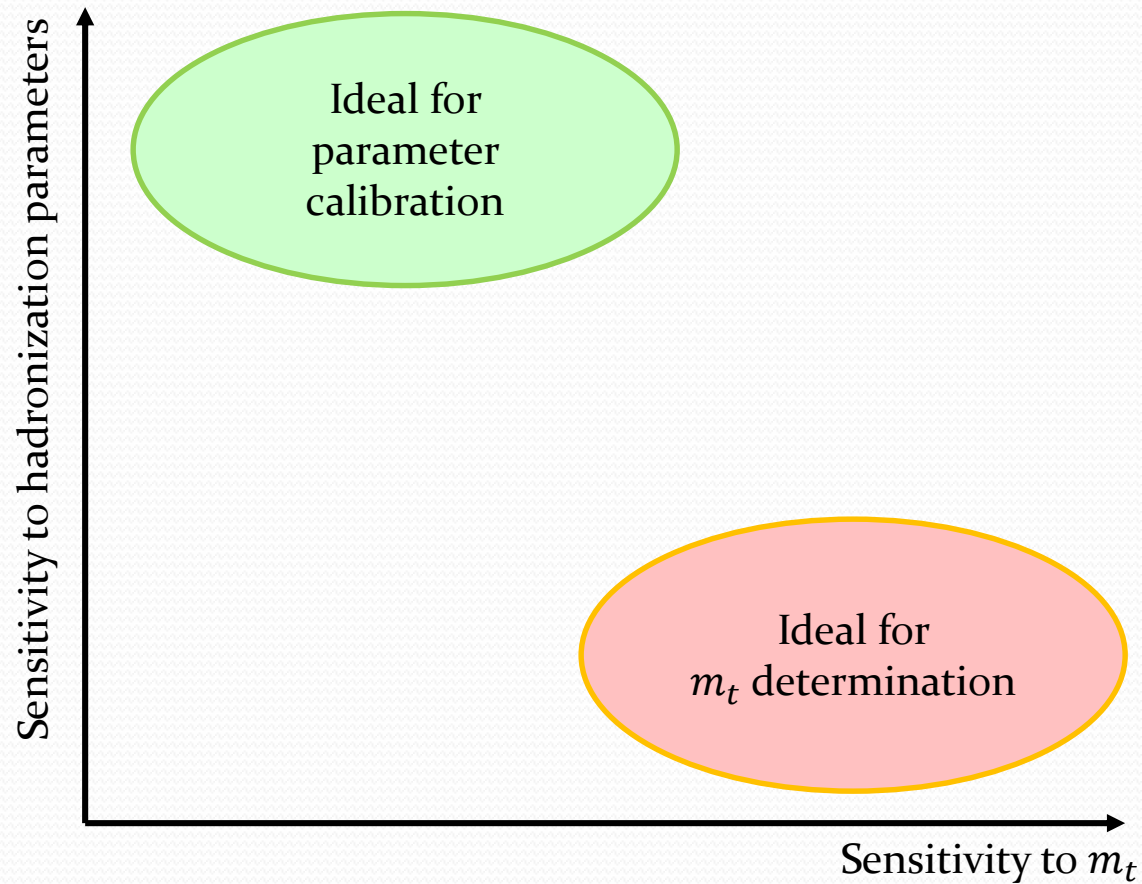 Sensitivity to hadronization parameters
Ideal for
parameter
calibration
Ideal for
m_t determination
Sensitivity to m_t